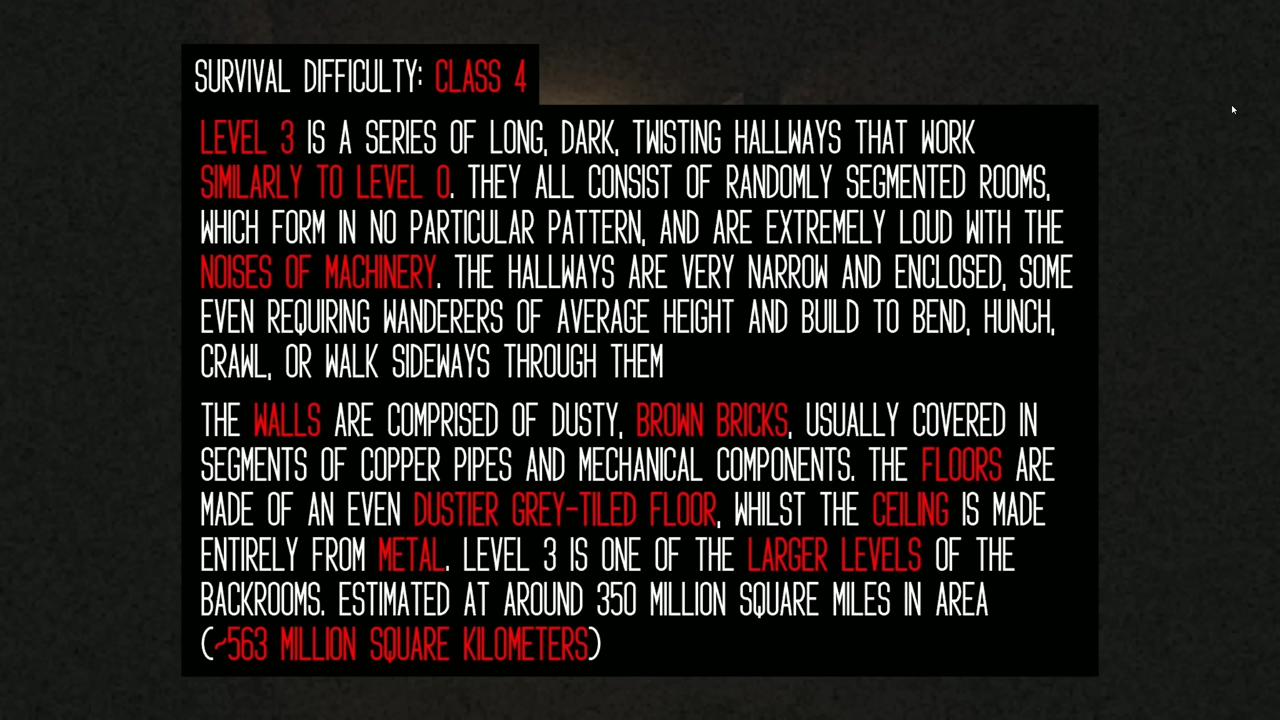 SURVIVAL DIFFICULTY: CLASS 4
LEVEL 3 IS A SERIES OF LONG, DARK, TWISTING HALLWAYS THAT WORK
SIMILARLY TO LEVEL 0. THEY ALL CONSIST OF RANDOMLY SEGMENTED ROOMS,
WHICH FORM IN NO PARTICULAR PATTERN, AND ARE EXTREMELY LOUD WITH THE
NOISES OF MACHINERY. THE HALLWAYS ARE VERY NARROW AND ENCLOSED, SOME
EVEN REQUIRING WANDERERS OF AVERAGE HEIGHT AND BUILD TO BEND, HUNCH,
CRAWL, OR WALK SIDEWAYS THROUGH THEM
THE WALLS ARE COMPRISED OF DUSTY, BROWN BRICKS, USUALLY COVERED IN
SEGMENTS OF COPPER PIPES AND MECHANICAL COMPONENTS. THE FLOORS ARE
MADE OF AN EVEN DUSTIER GREY-TILED FLOOR, WHILST THE CEILING IS MADE
ENTIRELY FROM METAL. LEVEL 3 IS ONE OF THE LARGER LEVELS OF THE
BACKROOMS. ESTIMATED AT AROUND 350 MILLION SQUARE MILES IN AREA
(~563 MILLION SQUARE KILOMETERS)